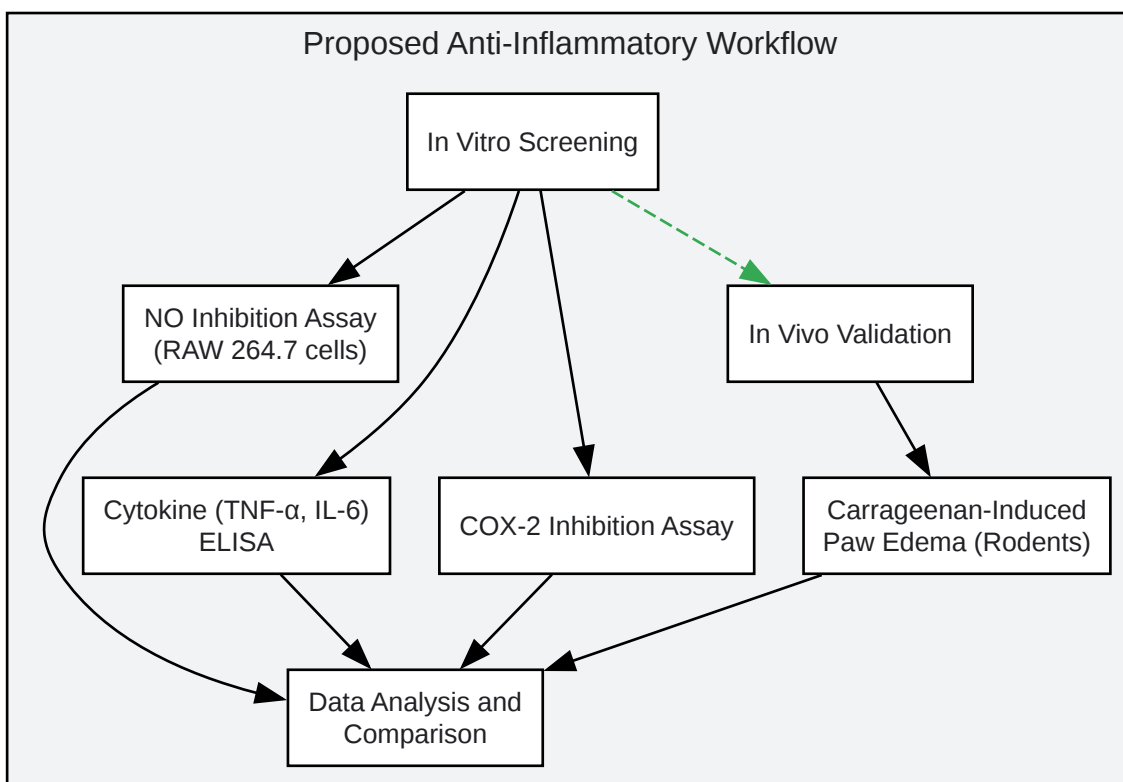 Proposed Anti-Inflammatory Workflow
In Vitro Screening
NO Inhibition Assay
(RAW 264.7 cells)
In Vivo Validation
Cytokine (TNF-α, IL-6)
ELISA
COX-2 Inhibition Assay
Carrageenan-Induced
Paw Edema (Rodents)
Data Analysis and
Comparison